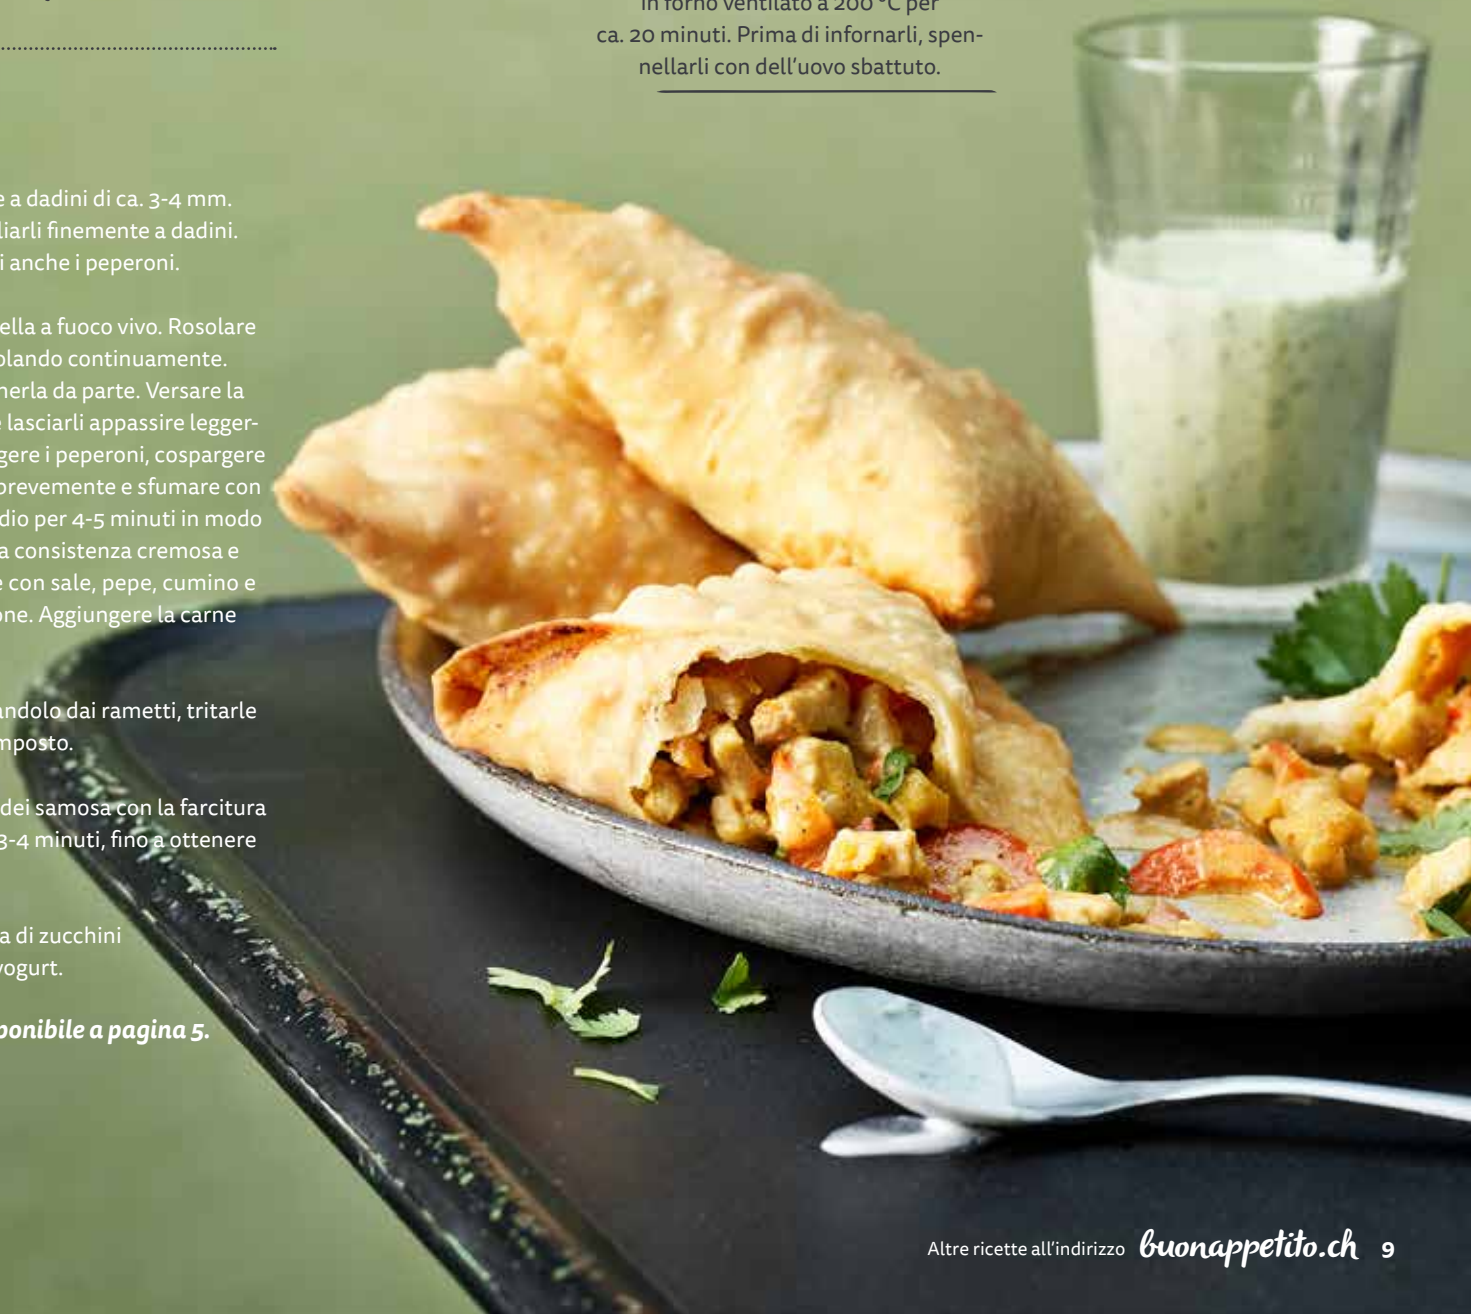 in forno ventilato a 200 °C per
ca. 20 minuti. Prima di infornarli, spen-
nellarli con dell'uovo sbattuto.
e a dadini di ca. 3-4 mm.
liarli finemente a dadini.
i anche i peperoni.
ella a fuoco vivo. Rosolare
olando continuamente.
nerla da parte. Versare la
e lasciarli appassire legger-
gere i peperoni, cospargere
brevemente e sfumare con
dio per 4-5 minuti in modo
a consistenza cremosa e
e con sale, pepe, cumino e
one. Aggiungere la carne
andolo dai rametti, tritarle
mposto.
dei samosa con la farcitura
3-4 minuti, fino a ottenere
a di zucchini
yogurt.
ponibile a pagina 5.
Altre ricette all'indirizzo buonappetito.ch 9